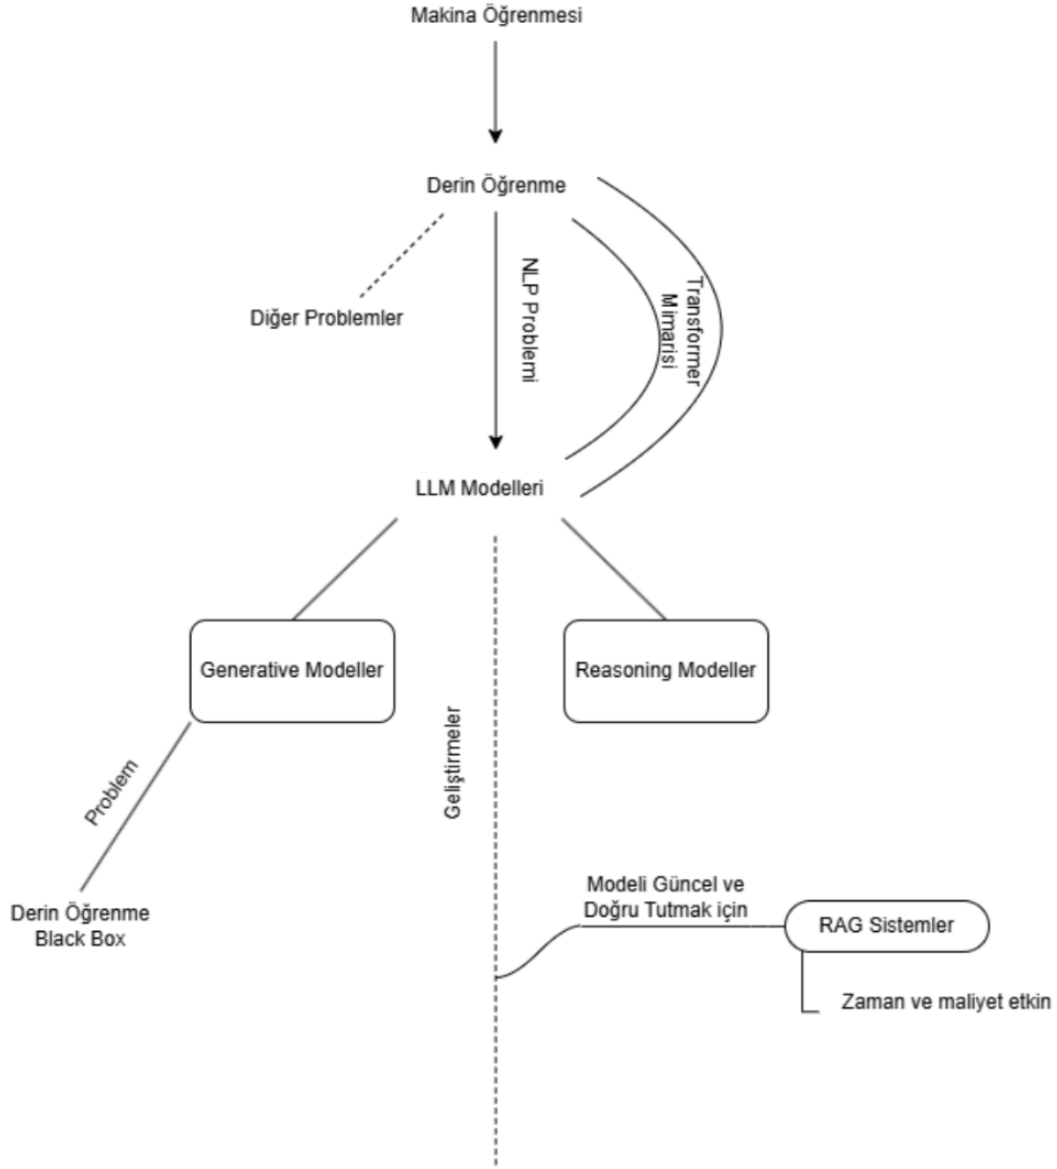 Makina Öğrenmesi
Derin Öğrenme
NLP Problemi
Transformer
Mimarisi
Diğer Problemler
LLM Modelleri
Generative Modeller
Reasoning Modeller
Geliştirmeler
Problem
Derin Öğrenme
Black Box
Modeli Güncel ve
Doğru Tutmak için
RAG Sistemler
Zaman ve maliyet etkin